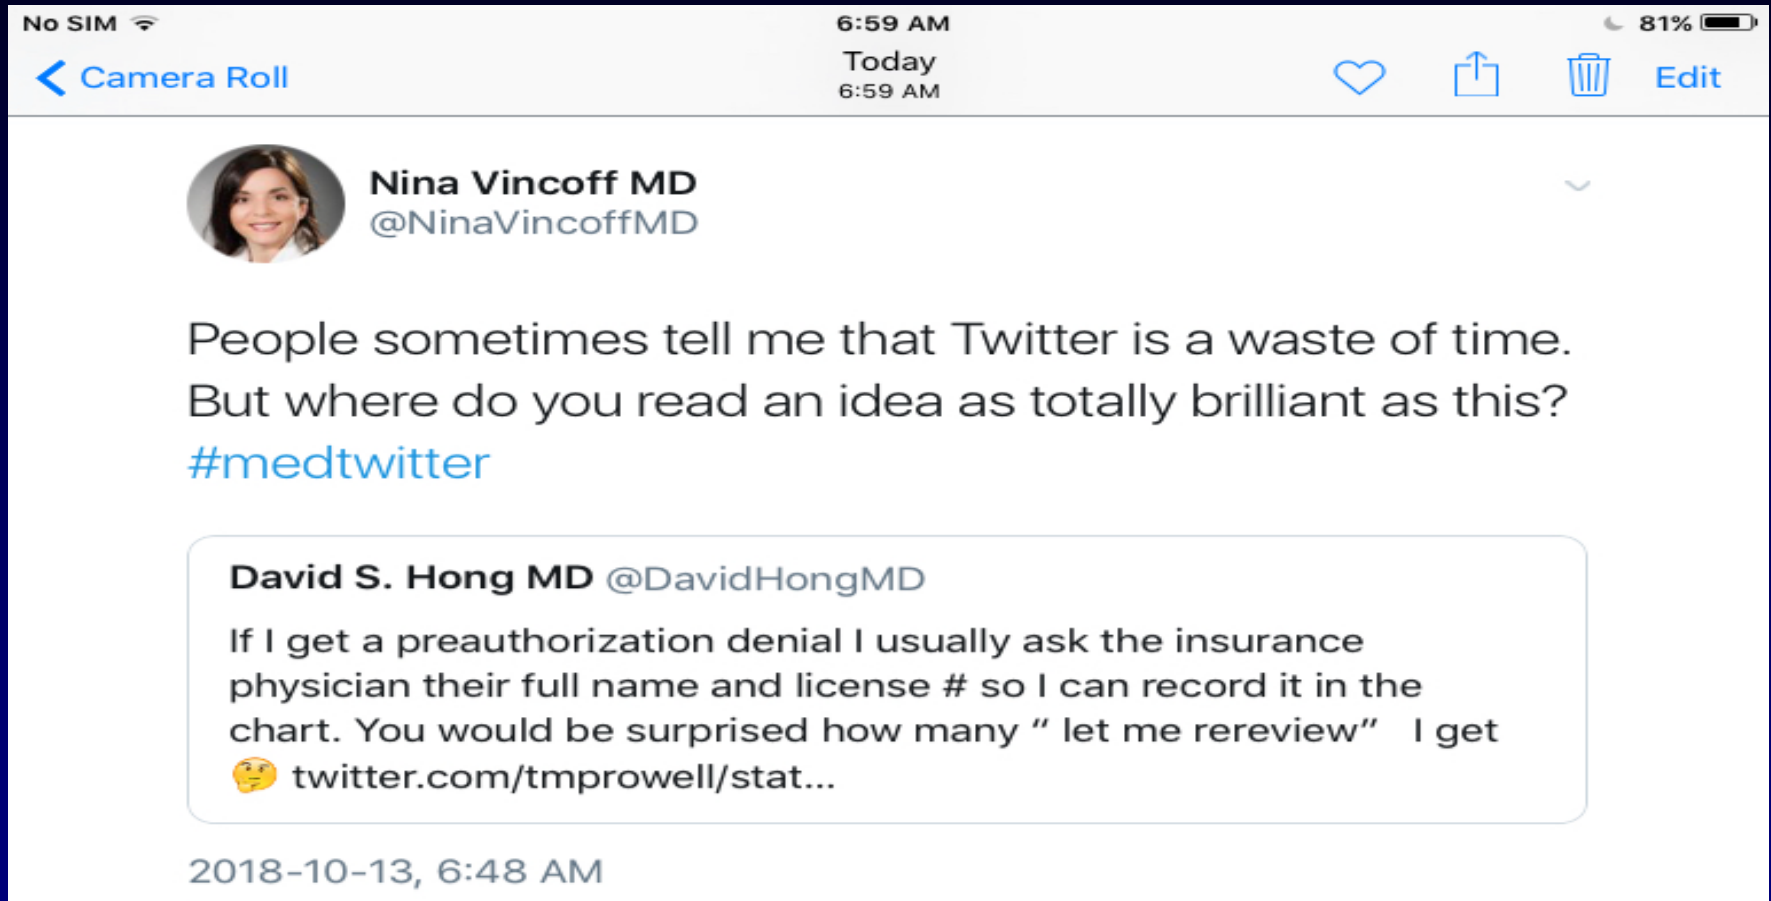 No SIM 6:59 AM 81%
Camera Roll Today Edit
6:59 AM
Nina Vincoff MD
@NinaVincoffMD
People sometimes tell me that Twitter is a waste of time.
But where do you read an idea as totally brilliant as this?
#medtwitter
David S. Hong MD @DavidHongMD
If I get a preauthorization denial I usually ask the insurance
physician their full name and license # so I can record it in the
chart. You would be surprised how many “ let me rereview”   I get
🤔 twitter.com/tmprowell/stat...
2018-10-13, 6:48 AM